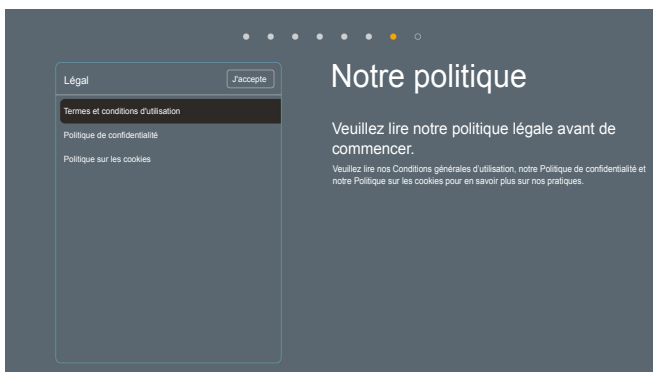 Légal
J'accepte
Termes et conditions d'utilisation
Politique de confidentialité
Politique sur les cookies
Notre politique
Veuillez lire notre politique légale avant de
commencer.
Veuillez lire nos Conditions générales d'utilisation, notre Politique de confidentialité et
notre Politique sur les cookies pour en savoir plus sur nos pratiques.